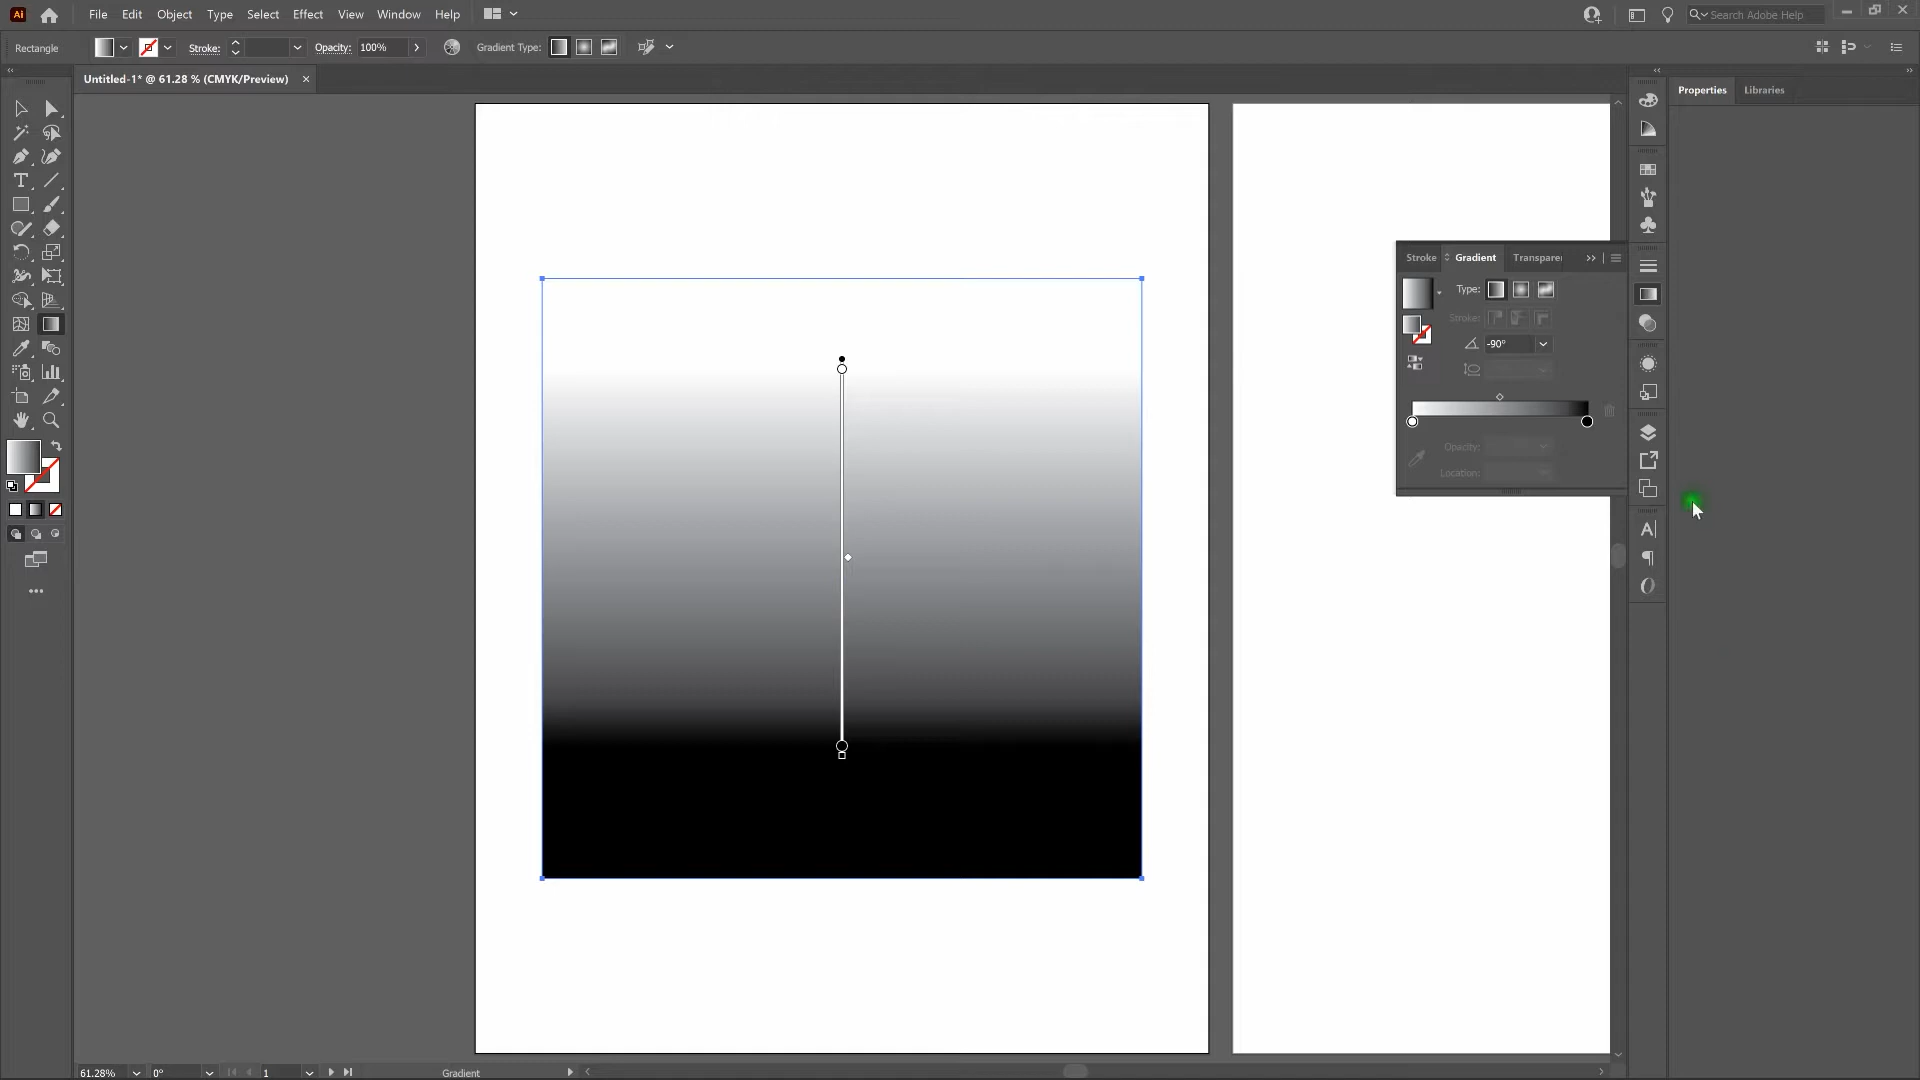 Ai File Edit Object Type Select Effect View Window Help Search Adobe Help
Rectangle Stroke: Opacity: 100% Gradient Type:
Untitled-1* @ 61.28 % (CMYK/Preview) ×
Properties Libraries
Stroke Gradient Transparen
Type:
Stroke:
-90°
Opacity:
Location:
61.28% 0° 1 Gradient